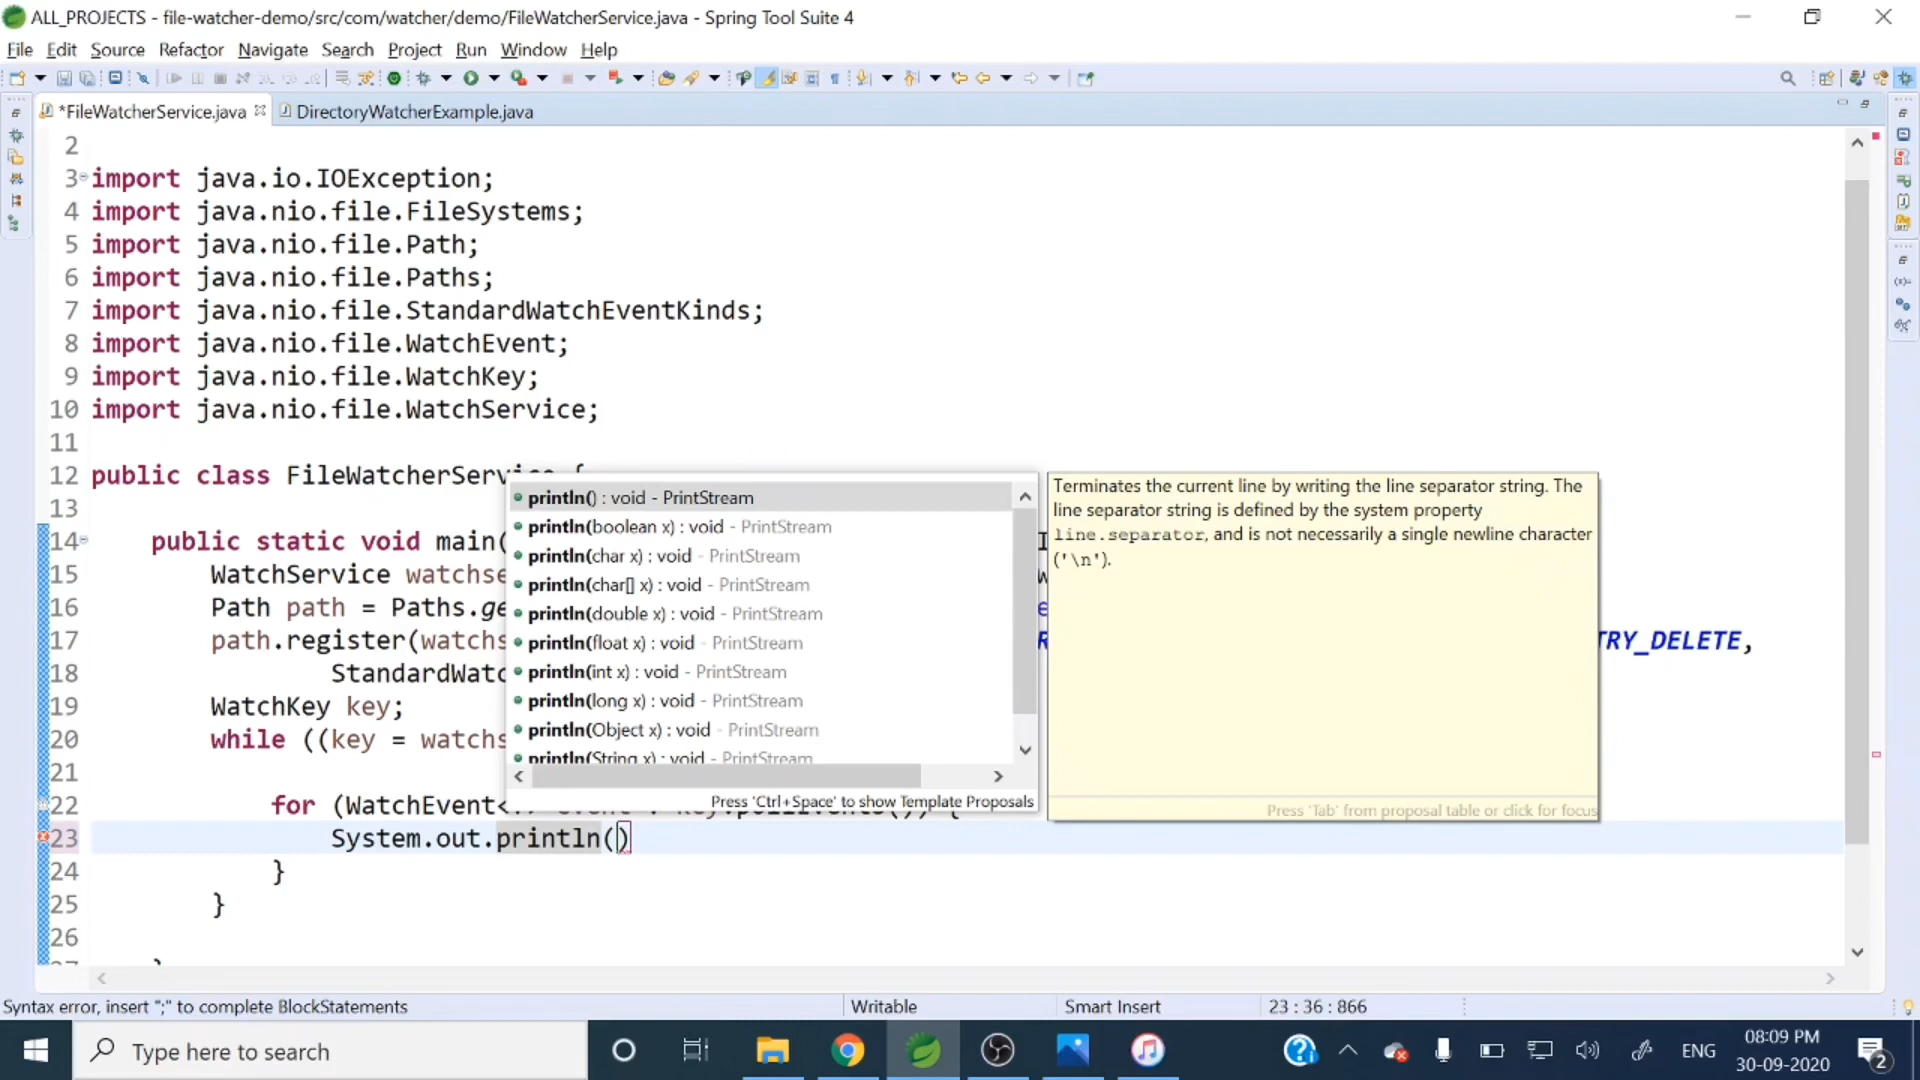 ALL_PROJECTS - file-watcher-demo/src/com/watcher/demo/FileWatcherService.java - Spring Tool Suite 4
File Edit Source Refactor Navigate Search Project Run Window Help
*FileWatcherService.java DirectoryWatcherExample.java
2
3 import java.io.IOException;
4 import java.nio.file.FileSystems;
5 import java.nio.file.Path;
6 import java.nio.file.Paths;
7 import java.nio.file.StandardWatchEventKinds;
8 import java.nio.file.WatchEvent;
9 import java.nio.file.WatchKey;
10 import java.nio.file.WatchService;
11
12 public class FileWatcherService {
13
14 public static void main(
15 WatchService watchse
16 Path path = Paths.ge
17 path.register(watchs TRY_DELETE,
18 StandardWatc
19 WatchKey key;
20 while ((key = watchs
21
22 for (WatchEvent<?> event : key.pollEvents()) {
23 System.out.println()
24 }
25 }
26
println() : void - PrintStream
println(boolean x) : void - PrintStream
println(char x) : void - PrintStream
println(char[] x) : void - PrintStream
println(double x) : void - PrintStream
println(float x) : void - PrintStream
println(int x) : void - PrintStream
println(long x) : void - PrintStream
println(Object x) : void - PrintStream
println(String x) : void - PrintStream
Press 'Ctrl+Space' to show Template Proposals
Terminates the current line by writing the line separator string. The
line separator string is defined by the system property
line.separator, and is not necessarily a single newline character
('\n').
Press 'Tab' from proposal table or click for focus
Syntax error, insert ";" to complete BlockStatements Writable Smart Insert 23 : 36 : 866
Type here to search ENG 08:09 PM
30-09-2020 2